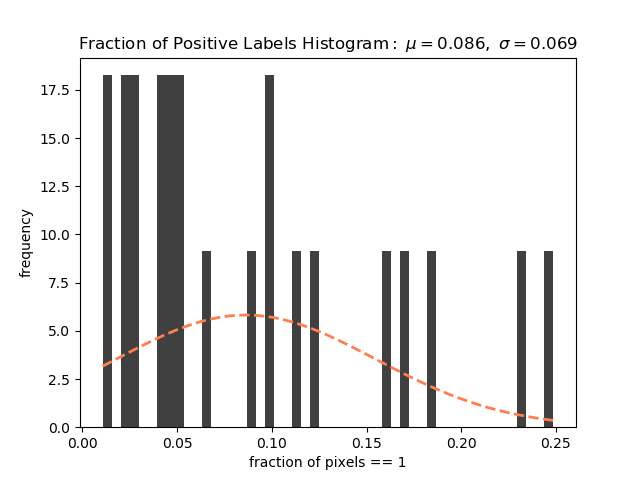 Fraction of Positive Labels Histogram: μ = 0.086, σ = 0.069
17.5
15.0
12.5
10.0
7.5
5.0
2.5
0.0
frequency
0.00 0.05 0.10 0.15 0.20 0.25
fraction of pixels == 1